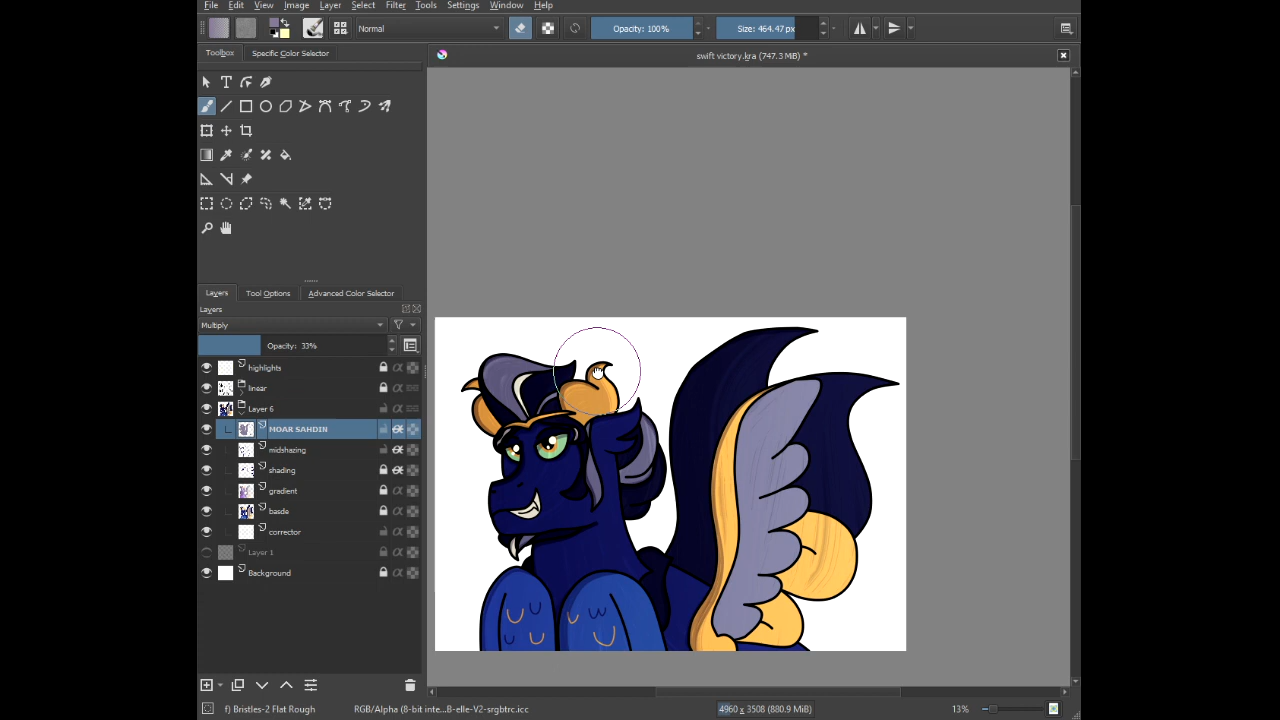 File Edit View Image Layer Select Filter Tools Settings Window Help
Normal Opacity: 100% Size: 464.47 px
Toolbox Specific Color Selector swift victory.kra (747.3 MiB) *
Layers Tool Options Advanced Color Selector
Layers
Multiply
Opacity: 33%
highlights
linear
Layer 6
MOAR SAHDIN
midshazing
shading
gradient
basde
corrector
Layer 1
Background
f) Bristles-2 Flat Rough RGB/Alpha (8-bit inte...B-elle-V2-srgbtrc.icc 4960 x 3508 (880.9 MiB) 13%